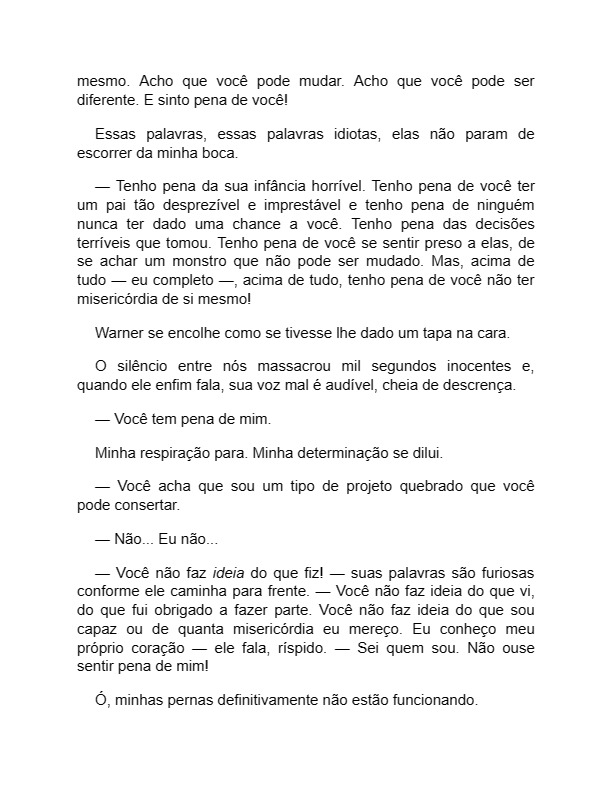 mesmo. Acho que você pode mudar. Acho que você pode ser
diferente. E sinto pena de você!
Essas palavras, essas palavras idiotas, elas não param de
escorrer da minha boca.
— Tenho pena da sua infância horrível. Tenho pena de você ter
um pai tão desprezível e imprestável e tenho pena de ninguém
nunca ter dado uma chance a você. Tenho pena das decisões
terríveis que tomou. Tenho pena de você se sentir preso a elas, de
se achar um monstro que não pode ser mudado. Mas, acima de
tudo — eu completo —, acima de tudo, tenho pena de você não ter
misericórdia de si mesmo!
Warner se encolhe como se tivesse lhe dado um tapa na cara.
O silêncio entre nós massacrou mil segundos inocentes e,
quando ele enfim fala, sua voz mal é audível, cheia de descrença.
— Você tem pena de mim.
Minha respiração para. Minha determinação se dilui.
— Você acha que sou um tipo de projeto quebrado que você
pode consertar.
— Não... Eu não...
— Você não faz ideia do que fiz! — suas palavras são furiosas
conforme ele caminha para frente. — Você não faz ideia do que vi,
do que fui obrigado a fazer parte. Você não faz ideia do que sou
capaz ou de quanta misericórdia eu mereço. Eu conheço meu
próprio coração — ele fala, ríspido. — Sei quem sou. Não ouse
sentir pena de mim!
Ó, minhas pernas definitivamente não estão funcionando.